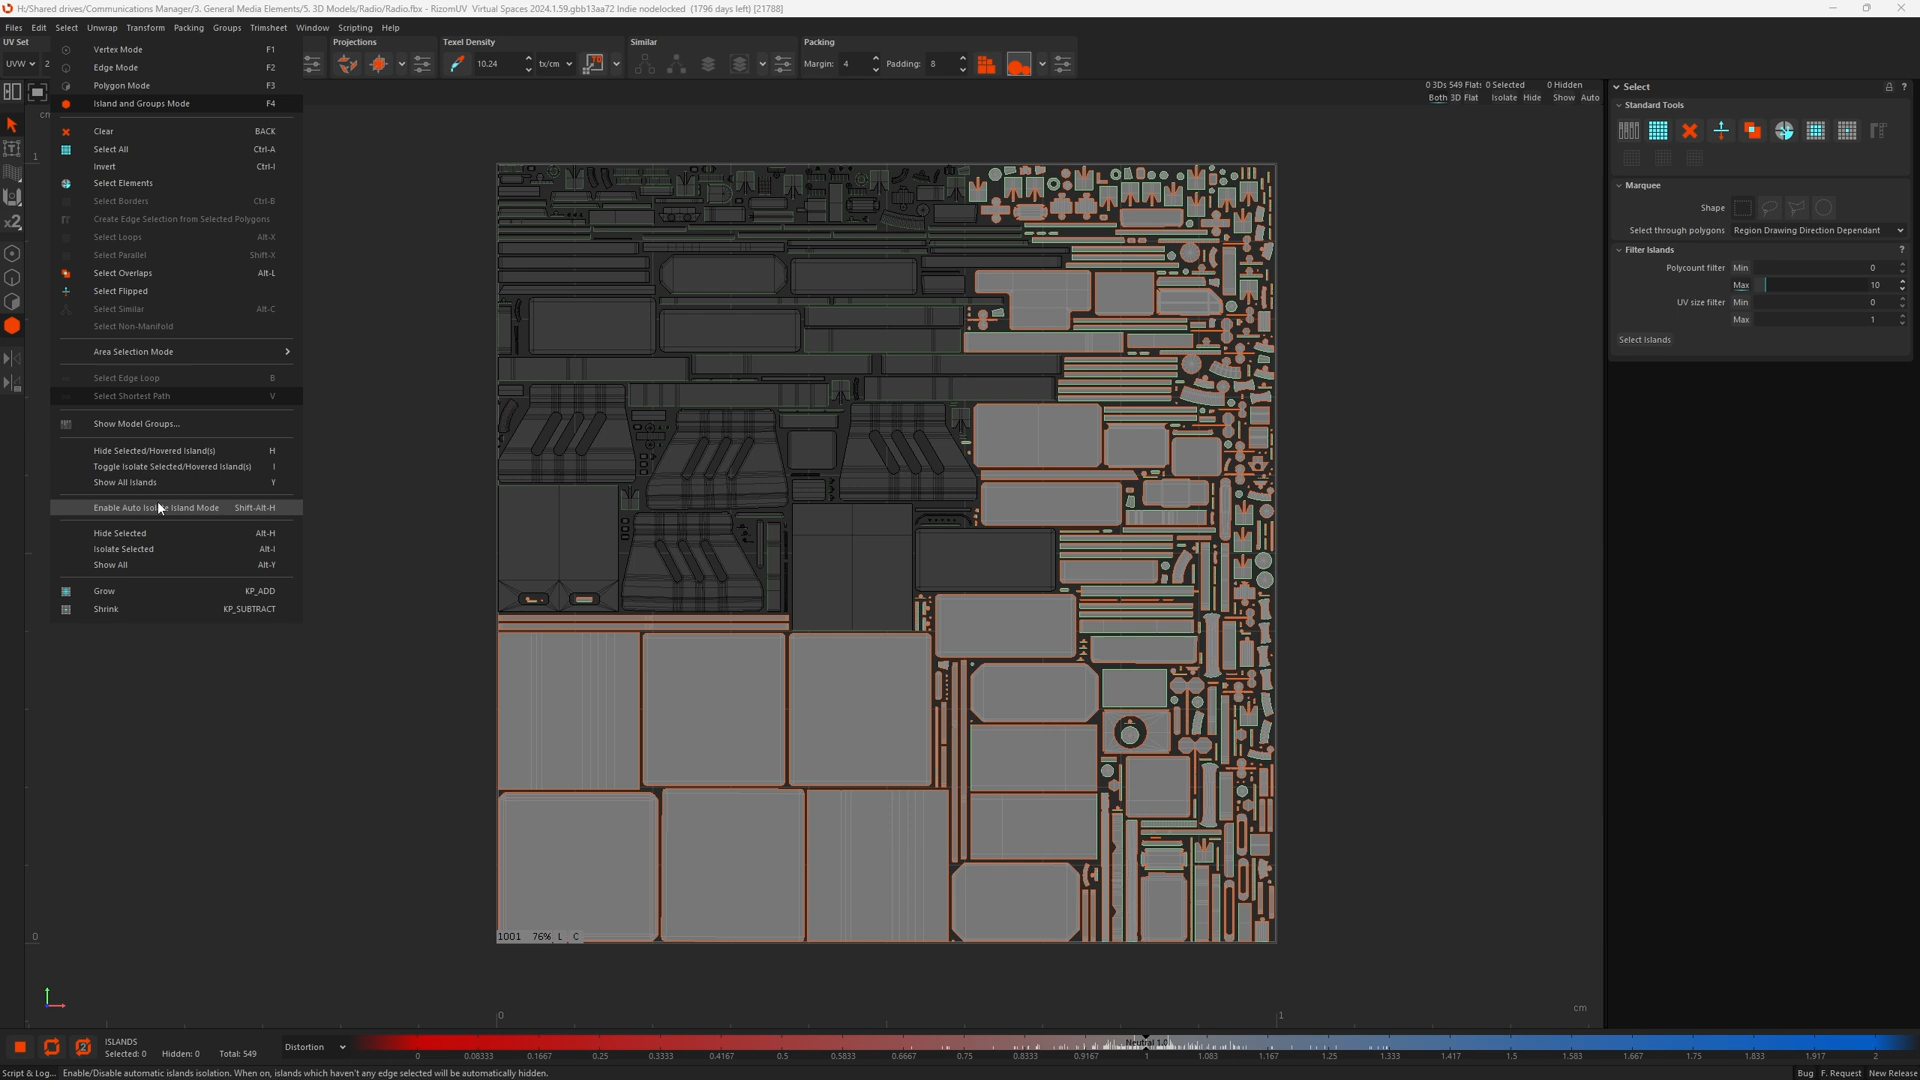 H:/Shared drives/Communications Manager/3. General Media Elements/5. 3D Models/Radio/Radio.fbx - RizomUV Virtual Spaces 2024.1.59.gbb13aa72 Indie nodelocked (1796 days left) [21788]
Files Edit Select Unwrap Transform Packing Groups Trimsheet Window Scripting Help
UV Set Projections Texel Density Similar Packing
UVW 2 10.24 tx/cm Margin: 4 Padding: 8
Vertex Mode F1
Edge Mode F2
Polygon Mode F3
Island and Groups Mode F4
Clear BACK
Select All Ctrl-A
Invert Ctrl-I
Select Elements
Select Borders Ctrl-B
Create Edge Selection from Selected Polygons
Select Loops Alt-X
Select Parallel Shift-X
Select Overlaps Alt-L
Select Flipped
Select Similar Alt-C
Select Non-Manifold
Area Selection Mode
Select Edge Loop B
Select Shortest Path V
Show Model Groups...
Hide Selected/Hovered Island(s) H
Toggle Isolate Selected/Hovered Island(s) I
Show All Islands Y
Enable Auto Isolate Island Mode Shift-Alt-H
Hide Selected Alt-H
Isolate Selected Alt-I
Show All Alt-Y
Grow KP_ADD
Shrink KP_SUBTRACT
x2
cm
1
0
0 3Ds 549 Flats 0 Selected 0 Hidden
Both 3D Flat Isolate Hide Show Auto
1001 76% L C
0 1 cm
Select ?
Standard Tools
Marquee
Shape
Select through polygons Region Drawing Direction Dependant
Filter Islands ?
Polycount filter Min 0
Max 10
UV size filter Min 0
Max 1
Select Islands
ISLANDS
Selected: 0 Hidden: 0 Total: 549
Distortion
Neutral 1.0
0 0.08333 0.1667 0.25 0.3333 0.4167 0.5 0.5833 0.6667 0.75 0.8333 0.9167 1 1.083 1.167 1.25 1.333 1.417 1.5 1.583 1.667 1.75 1.833 1.917 2
Script & Log... Enable/Disable automatic islands isolation. When on, islands which haven't any edge selected will be automatically hidden.
Bug F. Request New Release